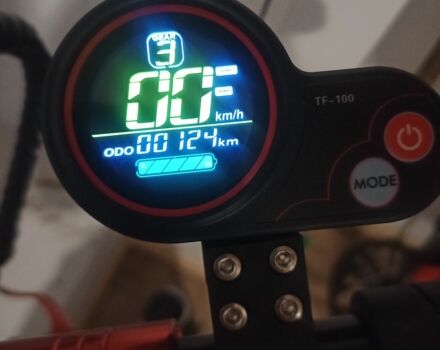 GEAR
3
00 km/h
ODO 00124 km
TF-100
MODE